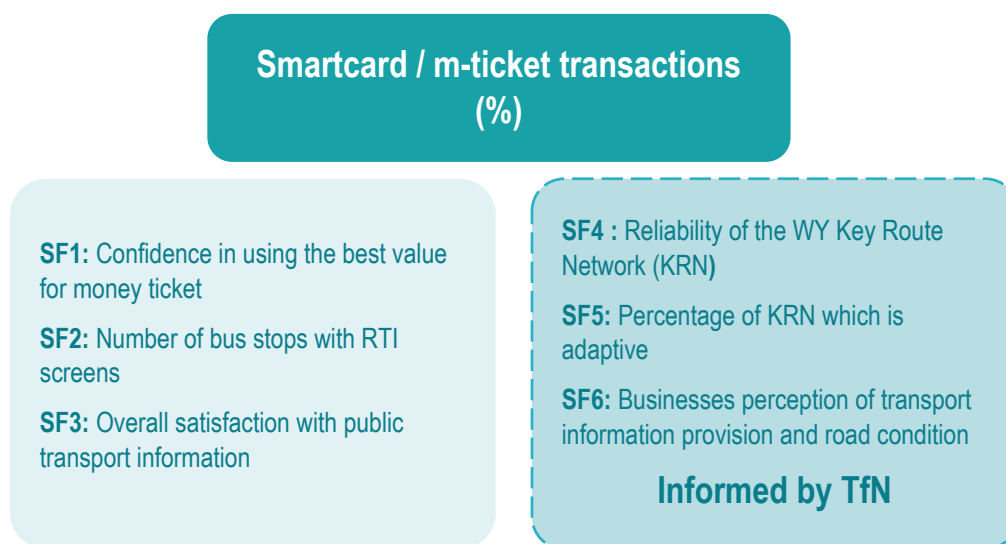 Smartcard / m-ticket transactions
(%)
SF1: Confidence in using the best value
for money ticket
SF2: Number of bus stops with RTI
screens
SF3: Overall satisfaction with public
transport information
SF4 : Reliability of the WY Key Route
Network (KRN)
SF5: Percentage of KRN which is
adaptive
SF6: Businesses perception of transport
information provision and road condition
Informed by TfN